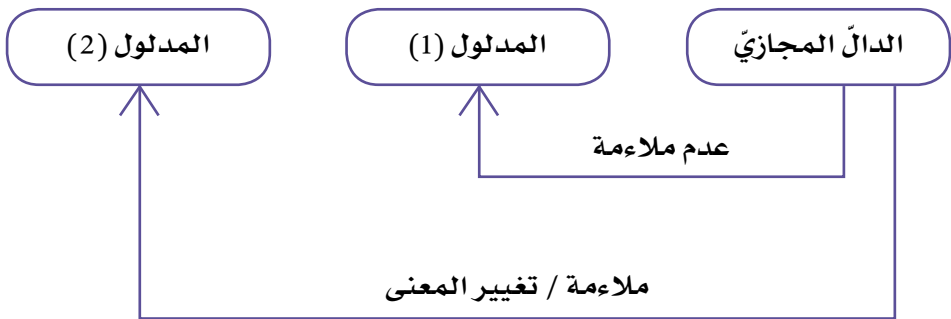 الدالّ المجازيّ
المدلول (1)
المدلول (2)
عدم ملاءمة
ملاءمة / تغيير المعنى